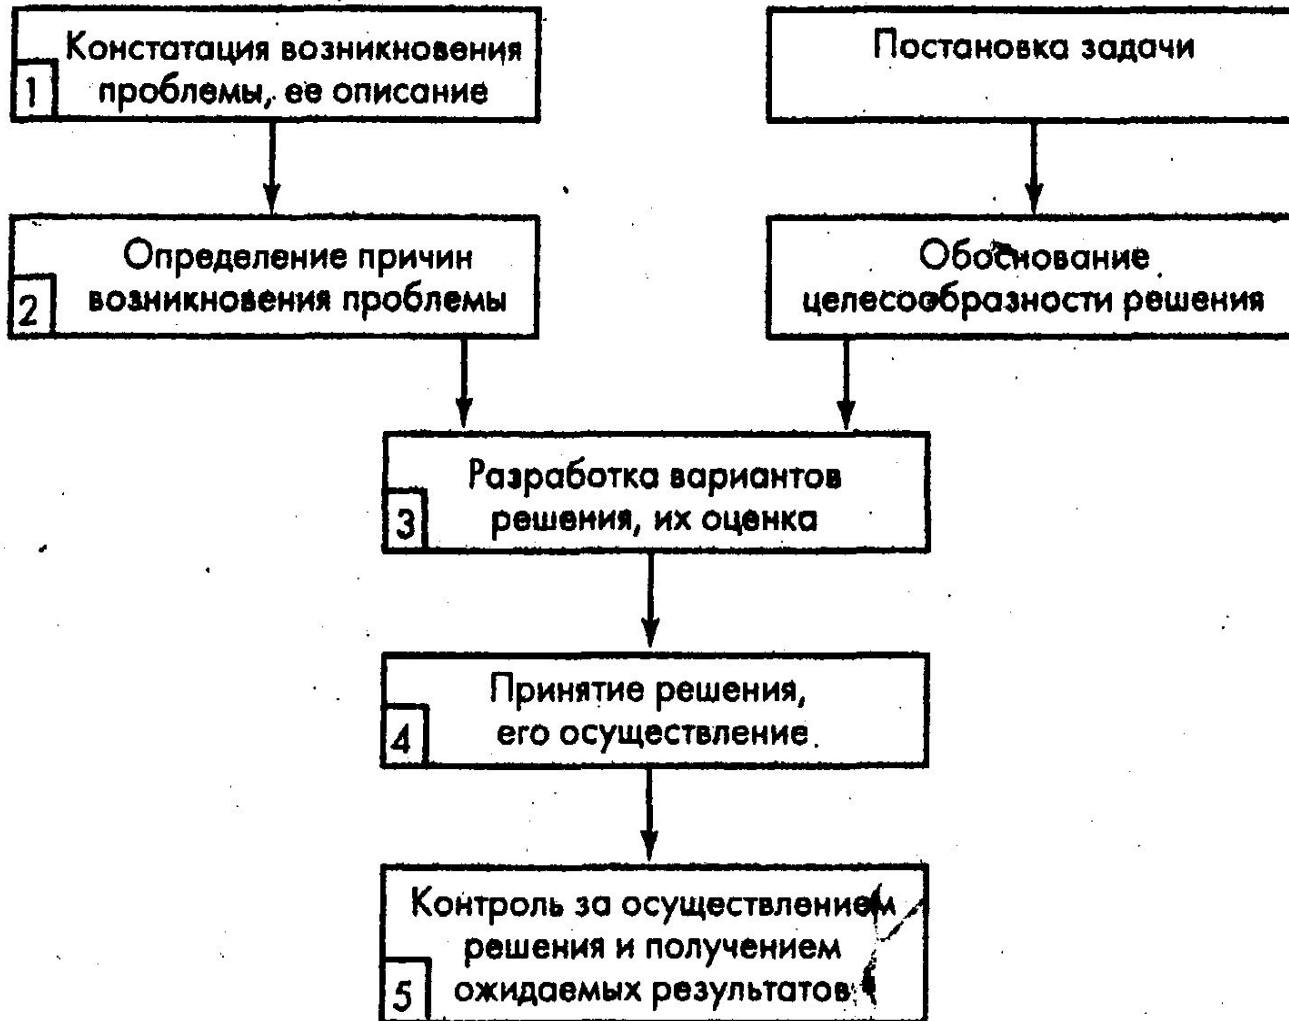 Констатация возникновения
проблемы, ее описание
1
Постановка задачи
Определение причин
возникновения проблемы
2
Обоснование
целесообразности решения
Разработка вариантов
решения, их оценка
3
Принятие решения,
его осуществление
4
Контроль за осуществлением
решения и получением
ожидаемых результатов
5